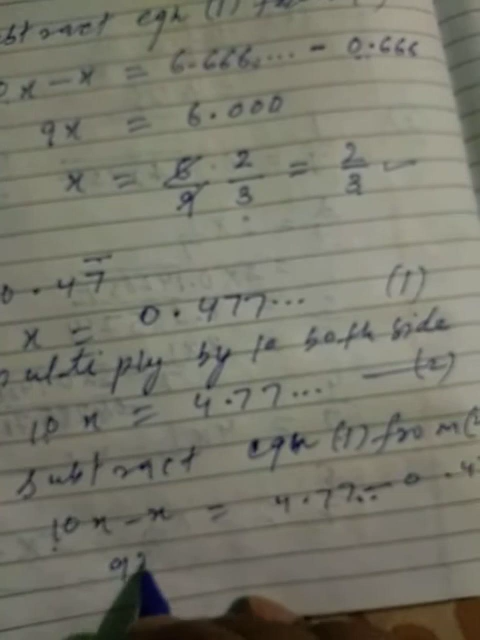 subtract eqn (1) from
10x - x = 6.666... - 0.666
9x = 6.000
x = 6/9 2/3 = 2/3
0.47̅
x = 0.477... (1)
multiply by 10 both side
10x = 4.77... — (2)
subtract eqn (1) from (2
10x - x = 4.77.. - 0.47
9x